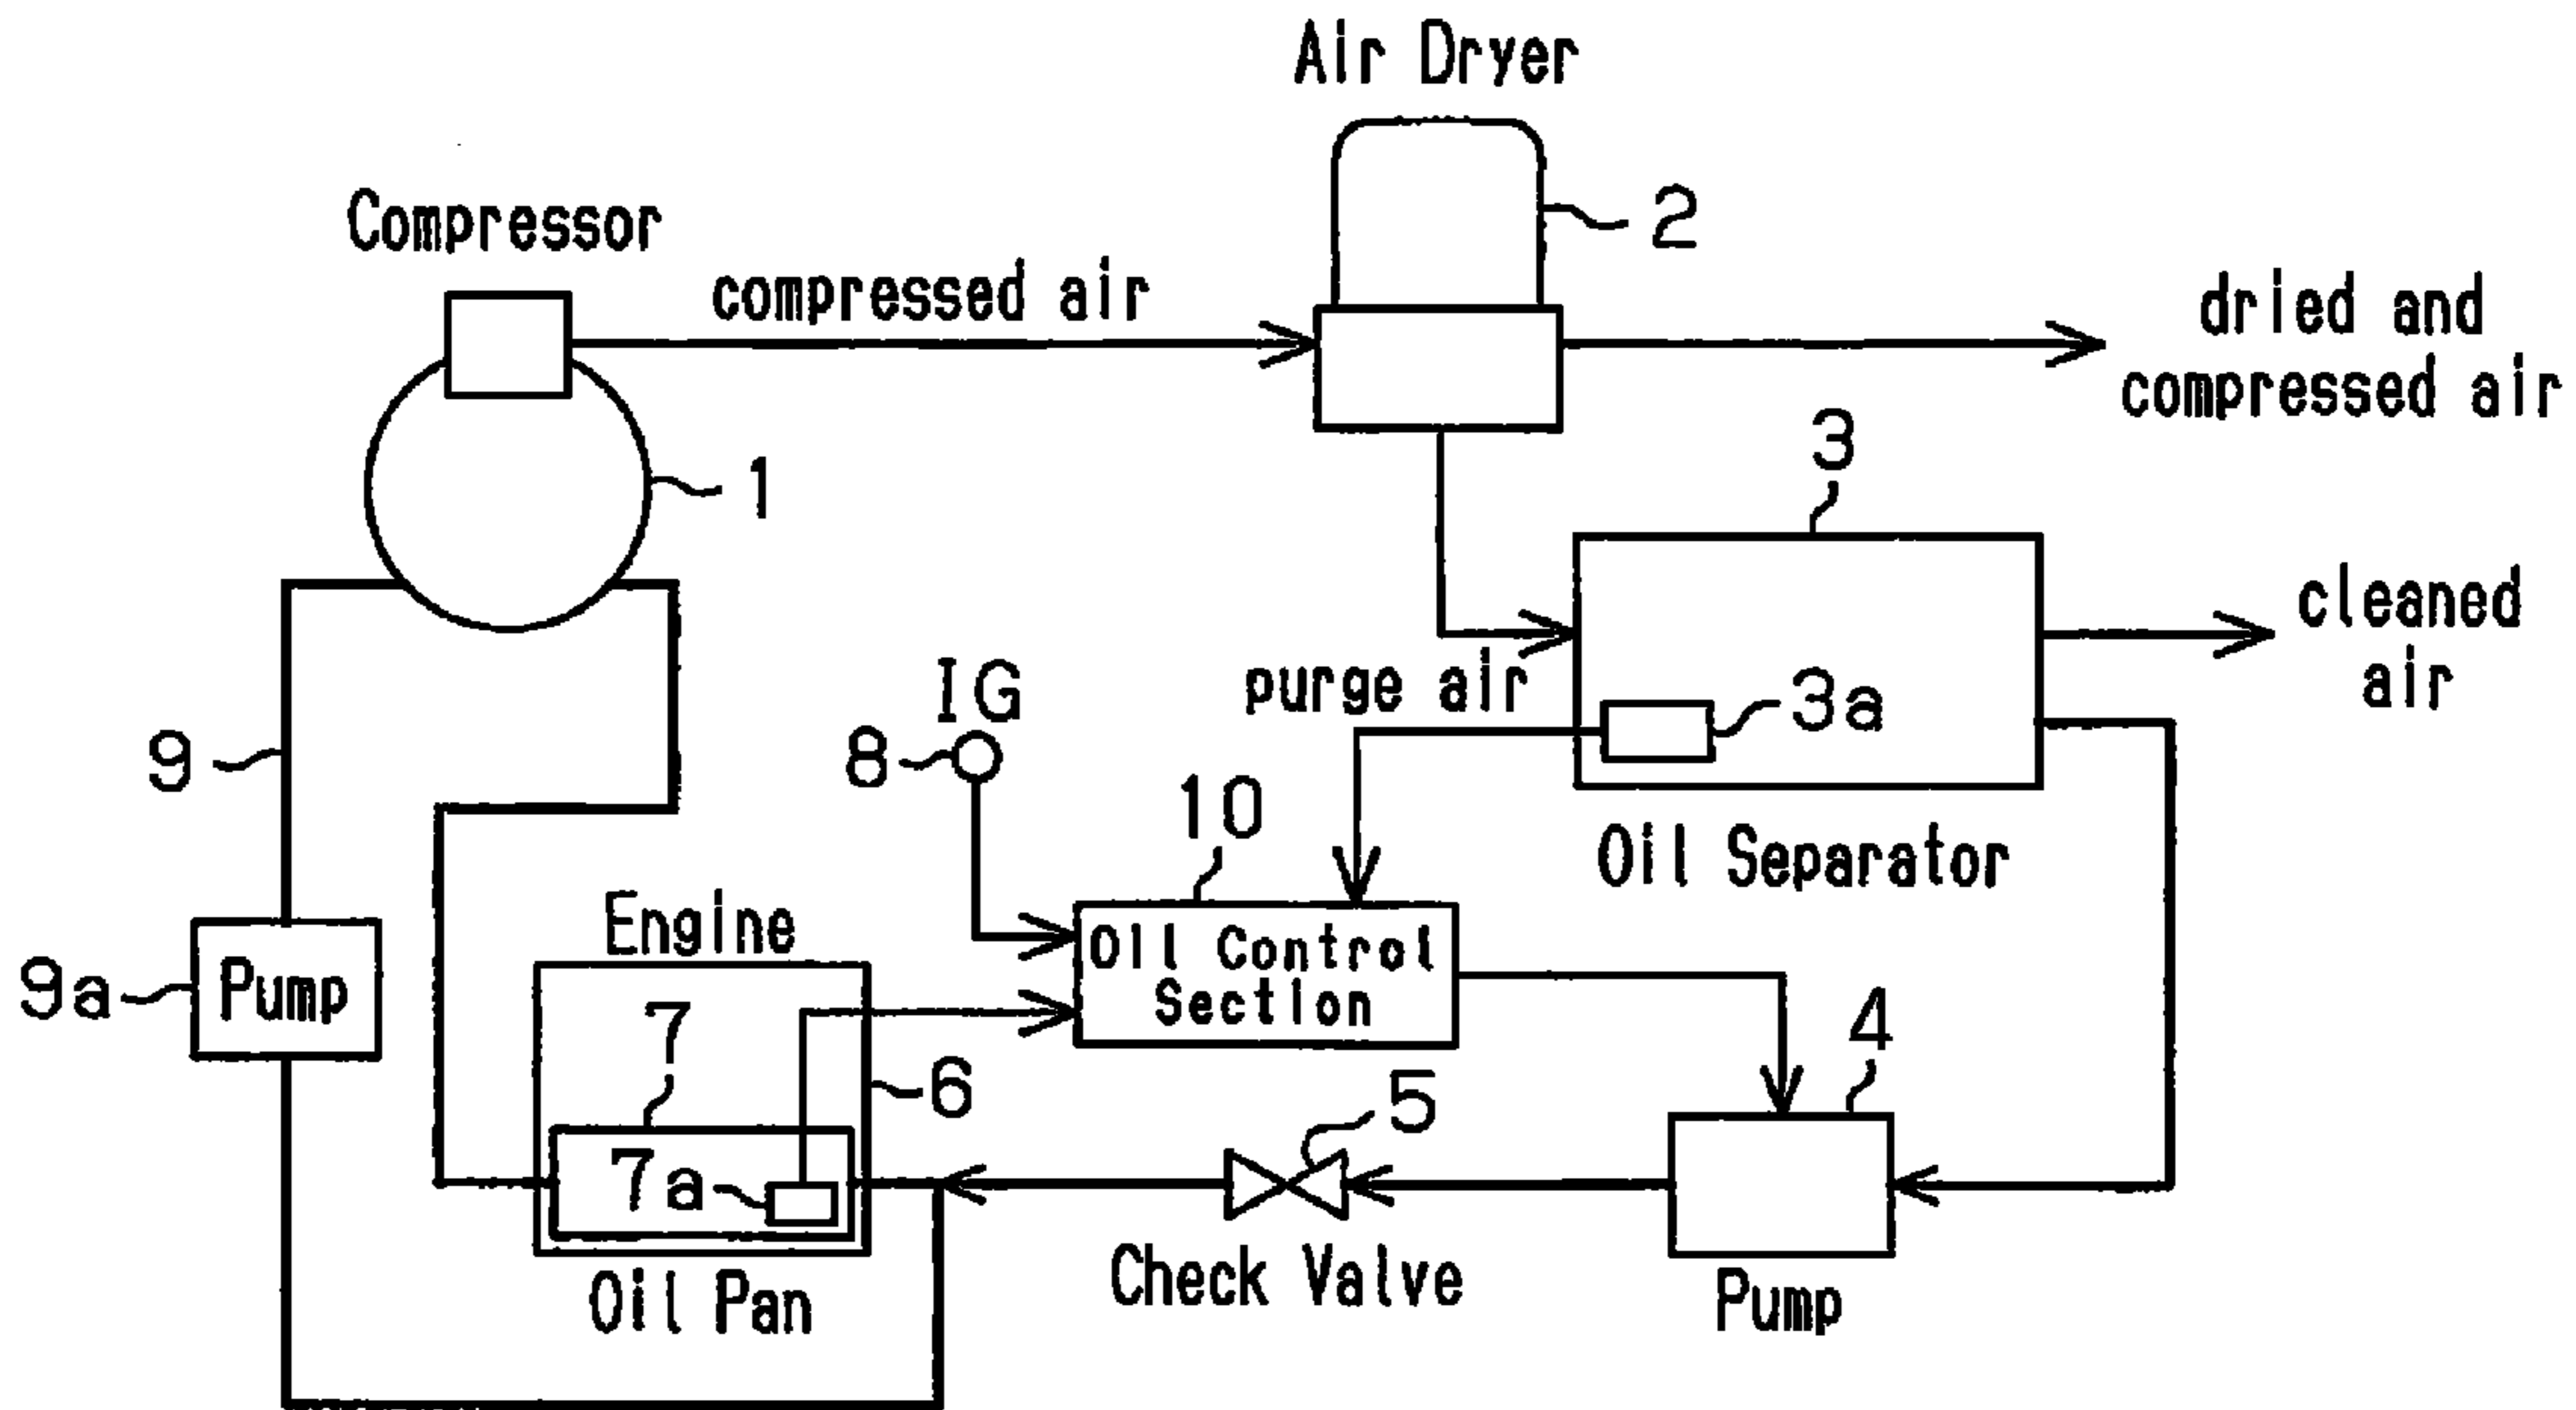 Air Dryer
2
Compressor
compressed air
dried and
compressed air
1
3
cleaned
air
purge air
3a
IG
8
9
10
Oil Separator
Engine
Oil Control
Section
9a
Pump
7
6
4
5
7a
Check Valve
Oil Pan
Pump